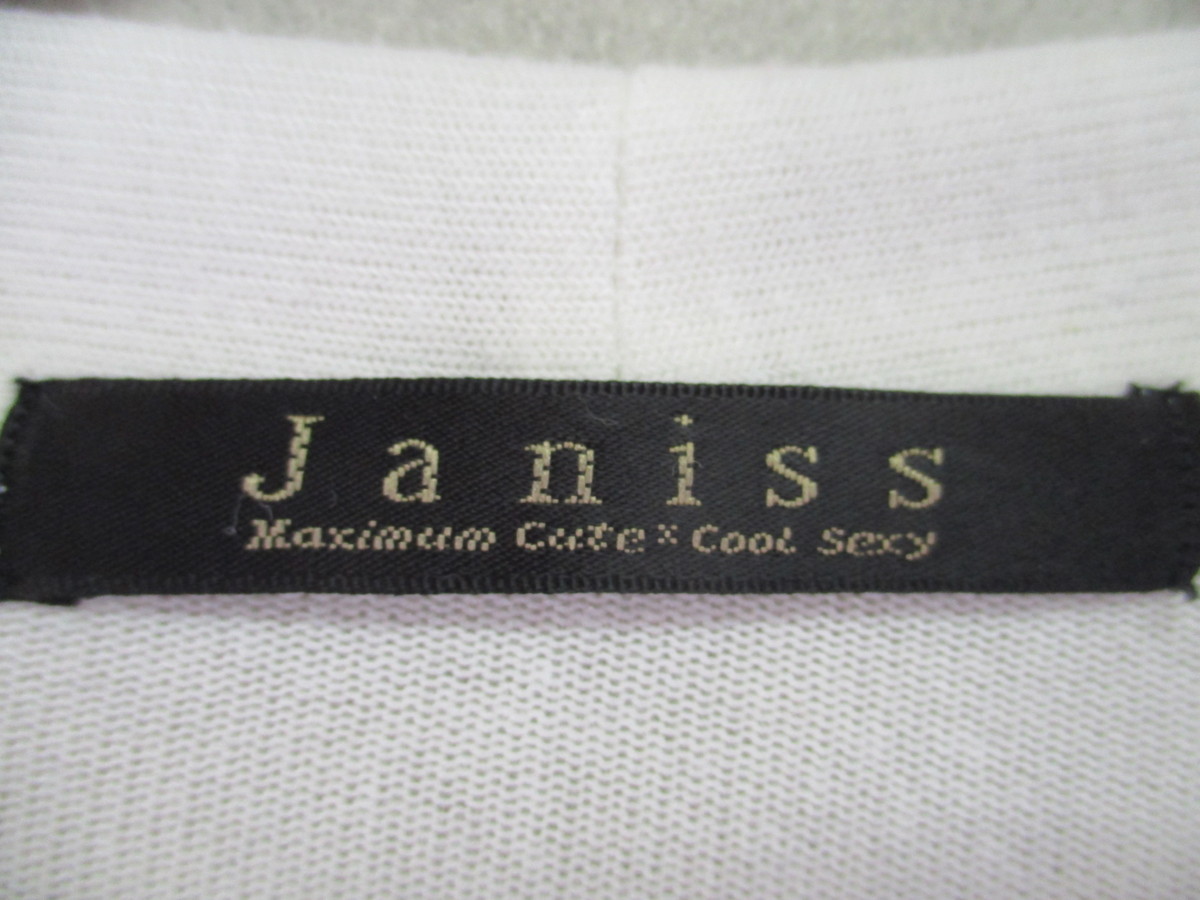 Janiss
Maximum Cute × Cool Sexy